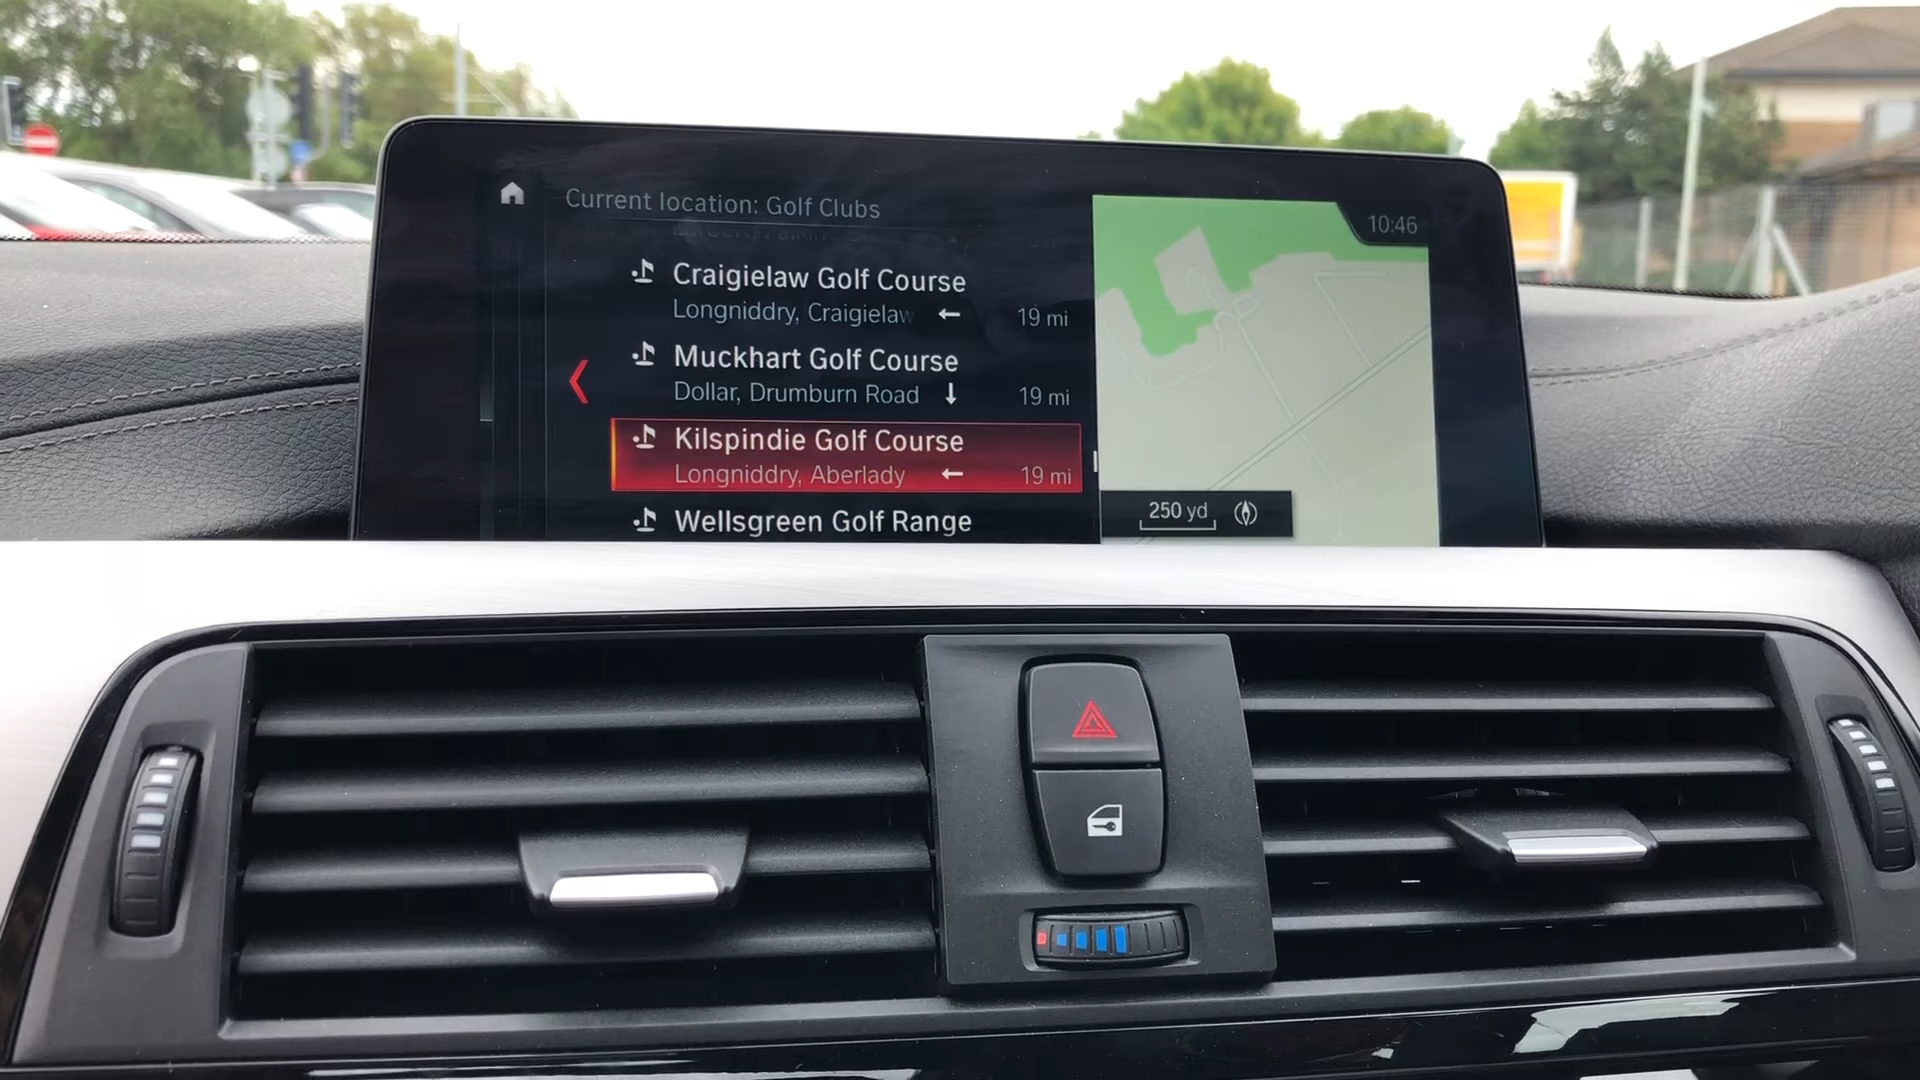 Current location: Golf Clubs
10:46
Craigielaw Golf Course
Longniddry, Craigielaw
19 mi
Muckhart Golf Course
Dollar, Drumburn Road
19 mi
Kilspindie Golf Course
Longniddry, Aberlady
19 mi
Wellsgreen Golf Range
250 yd